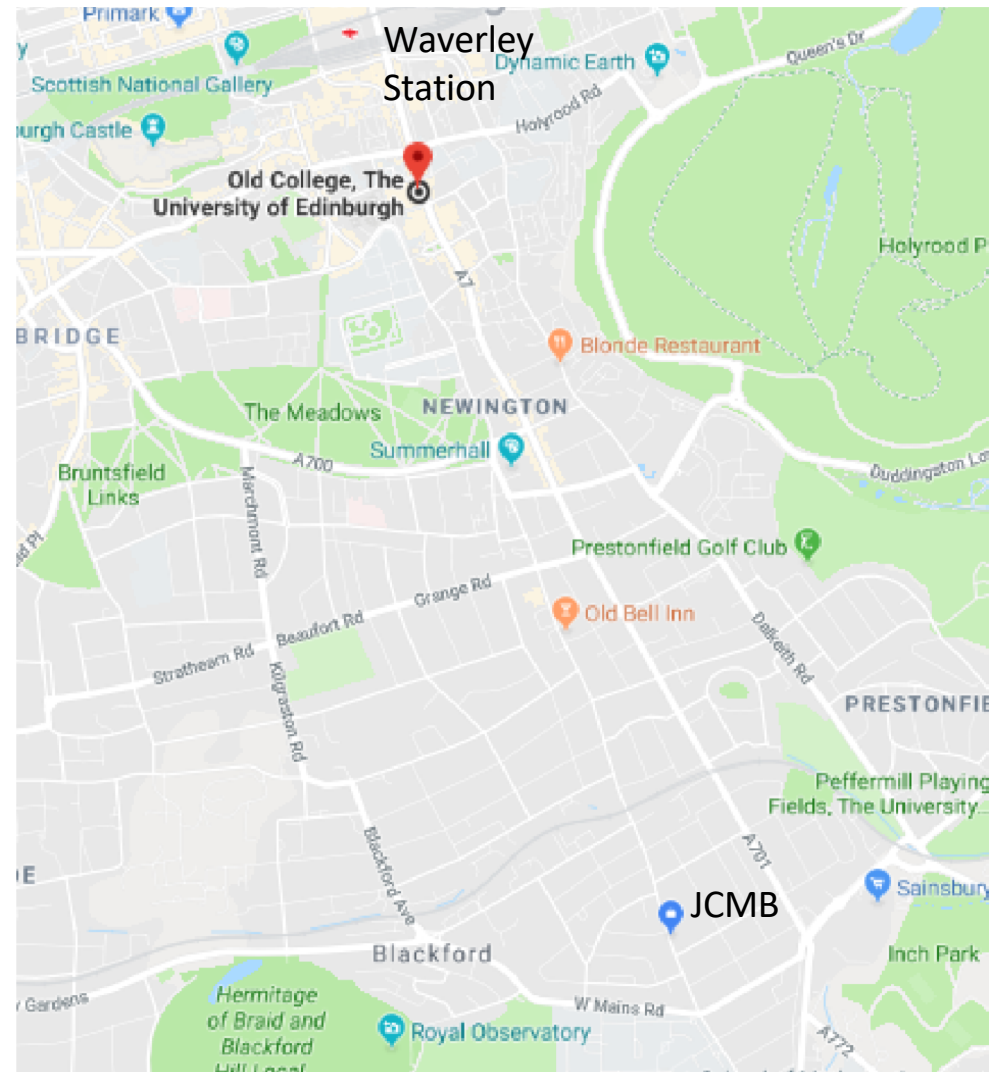 Primark
Waverley
Station
Dynamic Earth
Queen's Dr
Scottish National Gallery
Holyrood Rd
urgh Castle
Old College, The
University of Edinburgh
Holyrood P
A7
BRIDGE
Blonde Restaurant
The Meadows
NEWINGTON
Summerhall
A700
Bruntsfield
Links
Marchmont Rd
Duddingston Lo
Prestonfield Golf Club
Grange Rd
Old Bell Inn
Beaufort Rd
Strathearn Rd
Dalkeith Rd
Kilgraston Rd
PRESTONFIE
Peffermill Playing
Fields, The University...
A701
Blackford Ave
Sainsbury
JCMB
Blackford
Inch Park
Gardens
Hermitage
of Braid and
Blackford
Hill Local
W Mains Rd
Royal Observatory
A772